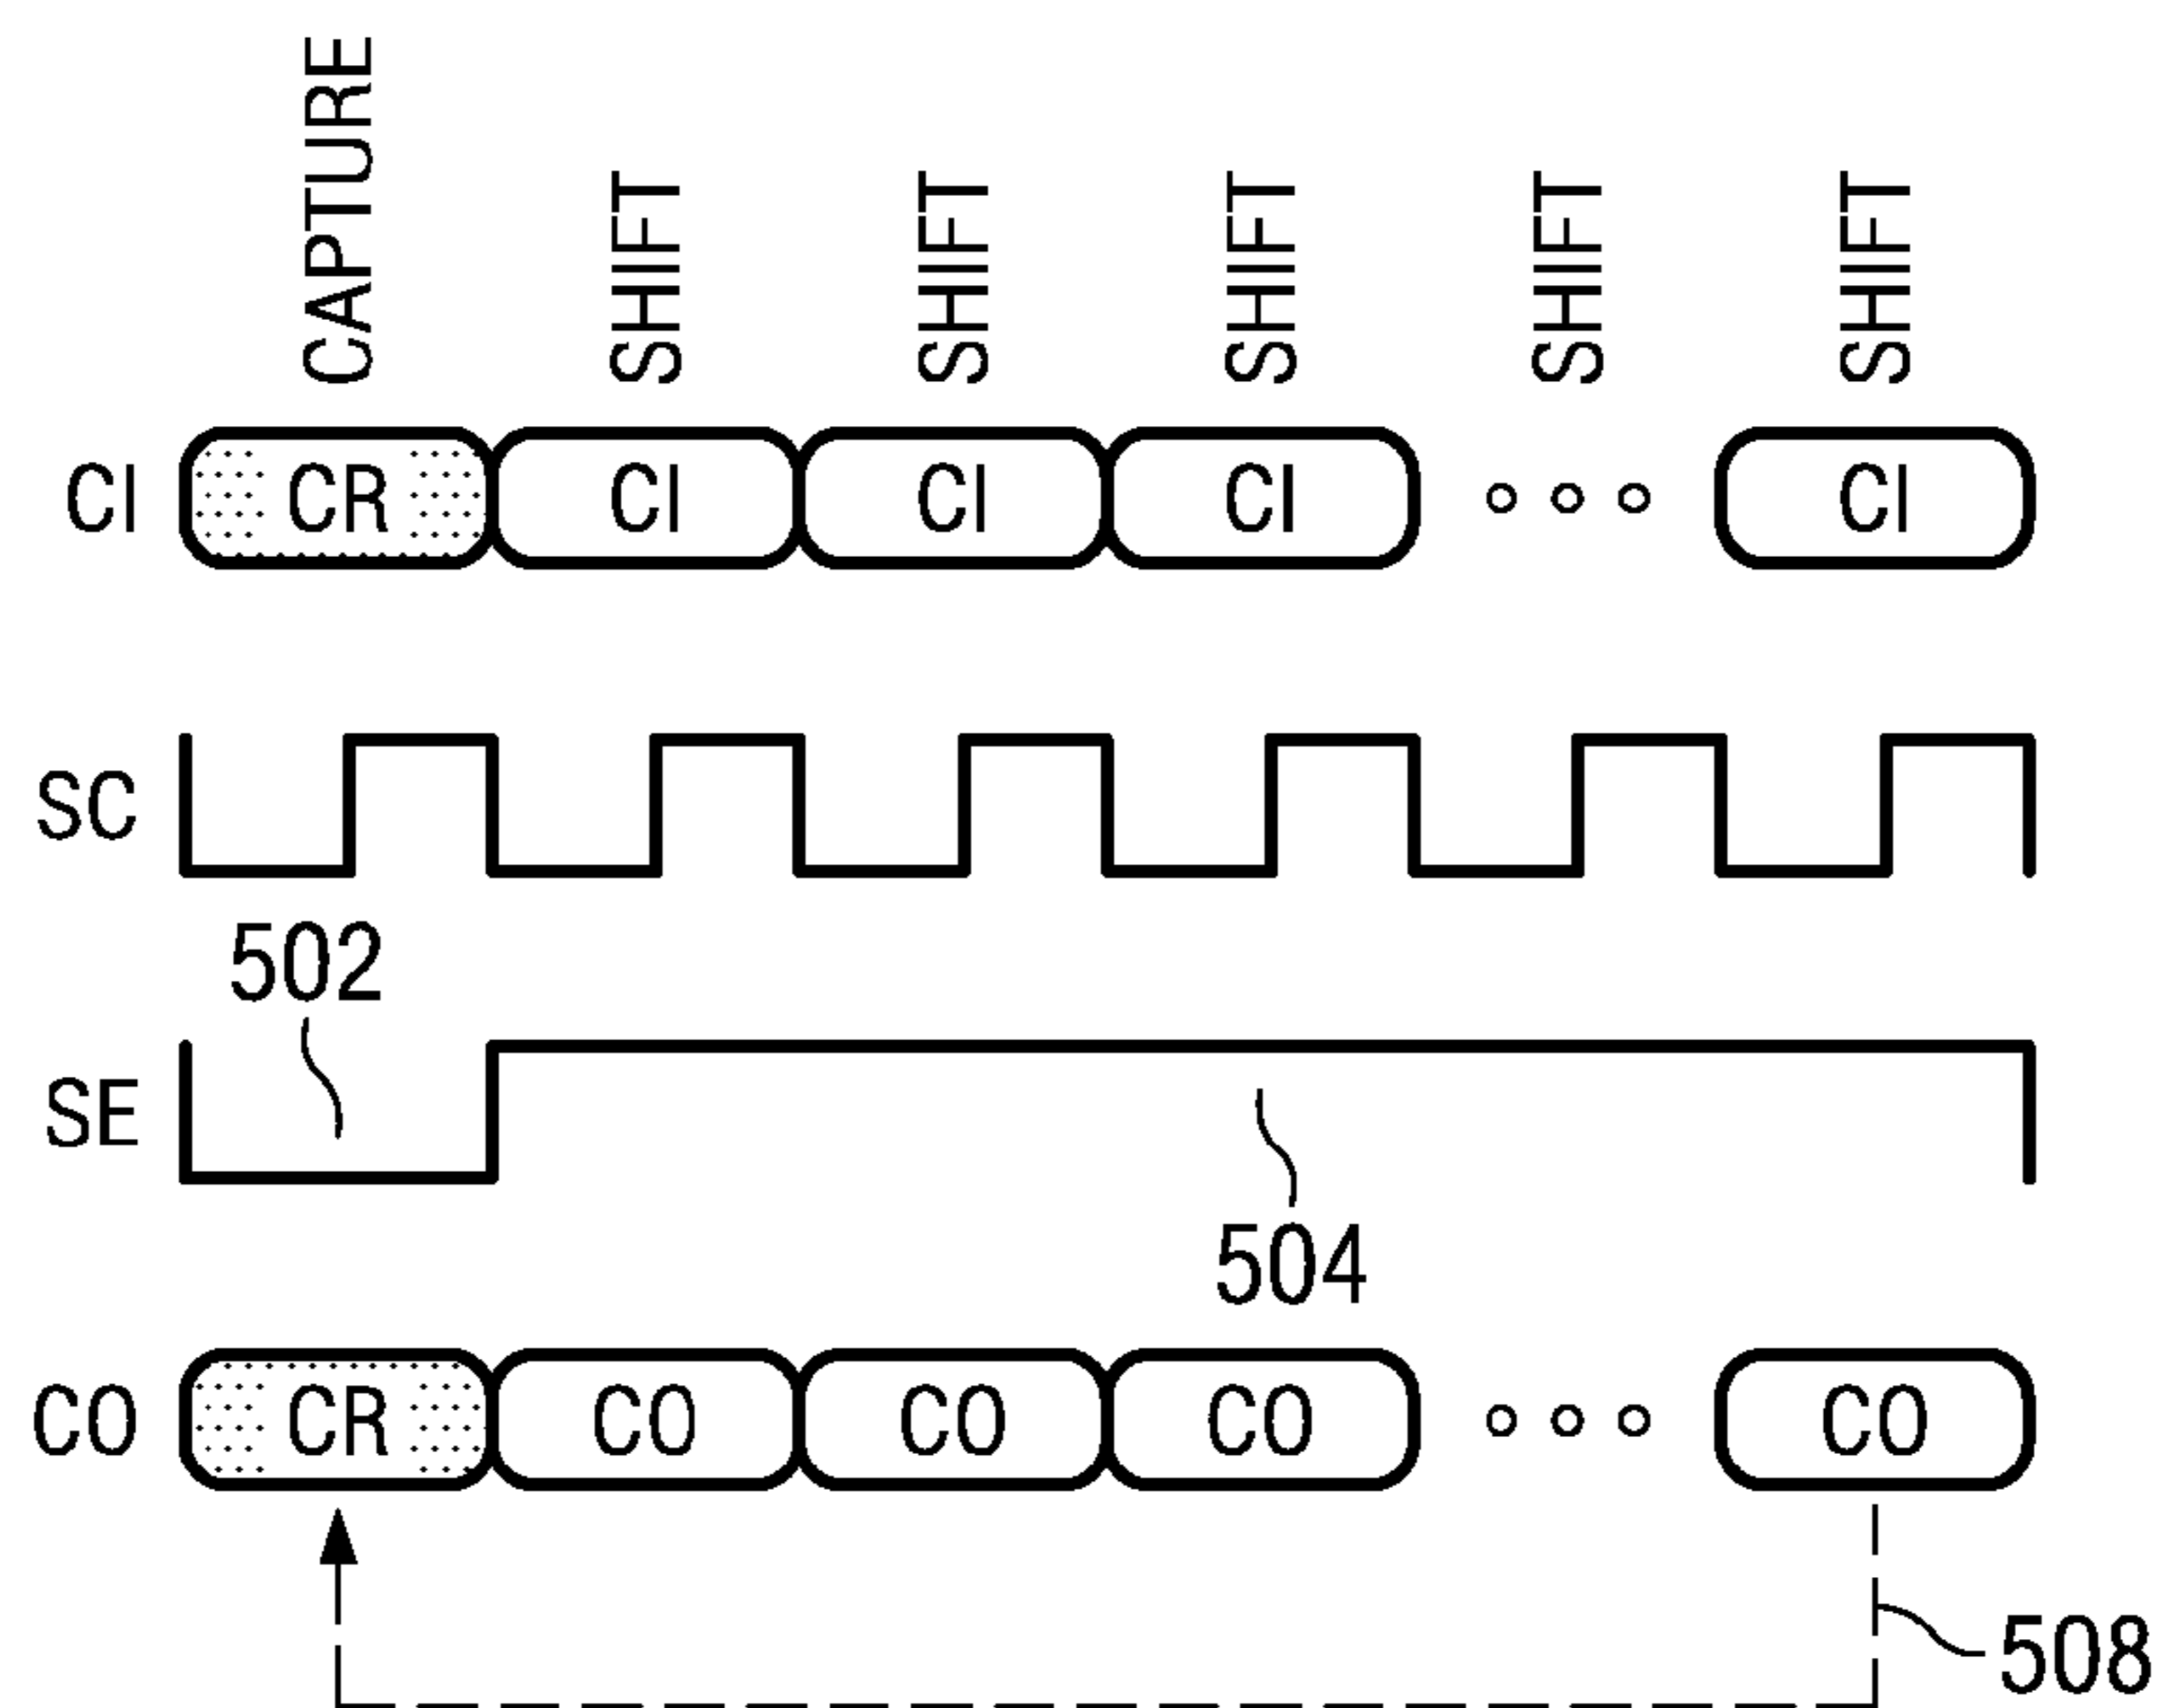 CAPTURE SHIFT SHIFT SHIFT SHIFT SHIFT
CI CR CI CI CI CI
SC
502
SE
504
CO CR CO CO CO CO
508